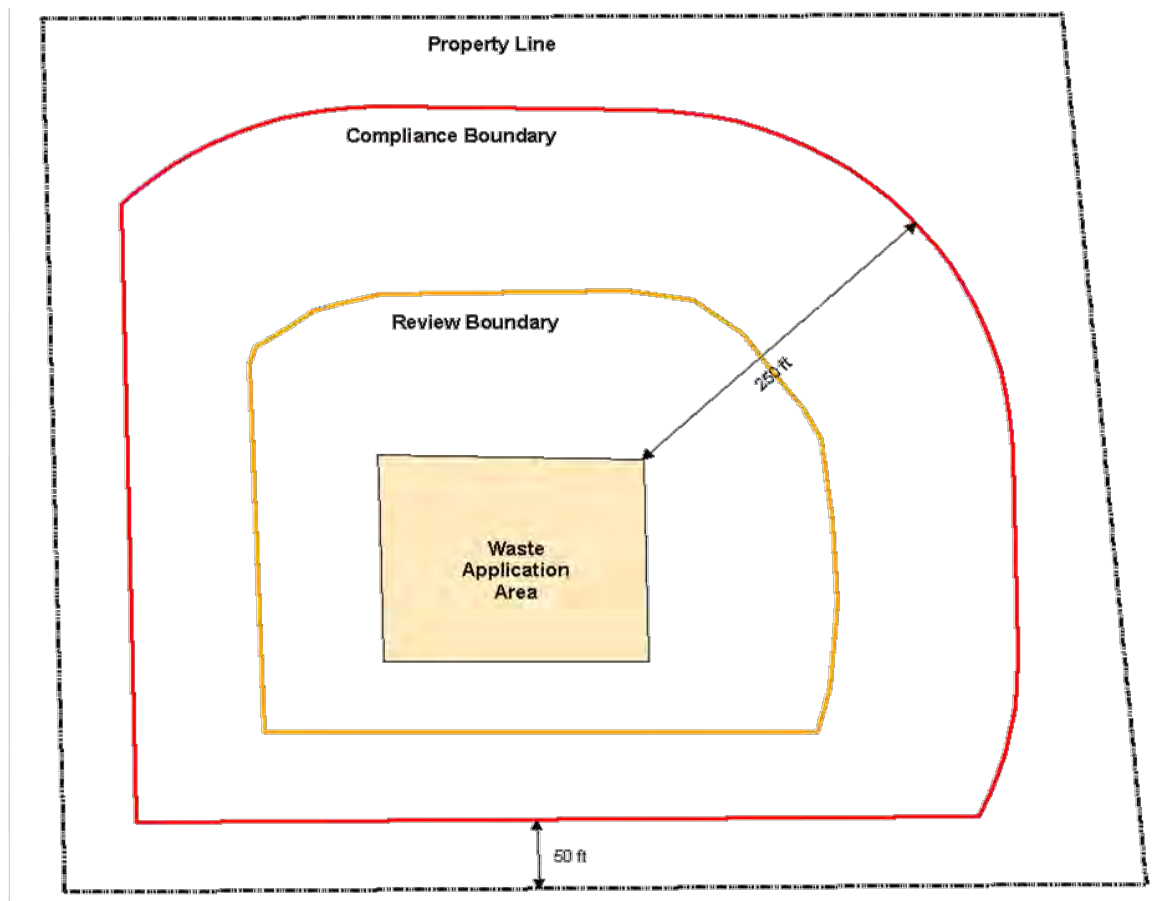 Property Line
Compliance Boundary
Review Boundary
250 ft
Waste
Application
Area
50 ft